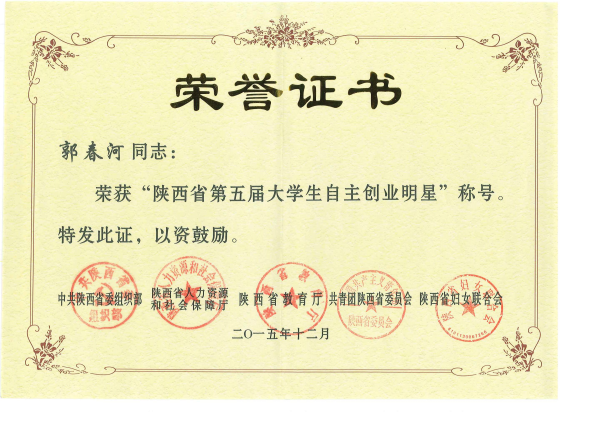 荣誉证书
郭春河同志：
荣获“陕西省第五届大学生自主创业明星”称号。
特发此证，以资鼓励。
中共陕西省委组织部 陕西省人力资源和社会保障厅 陕西省教育厅 共青团陕西省委员会 陕西省妇女联合会
二〇一五年十二月